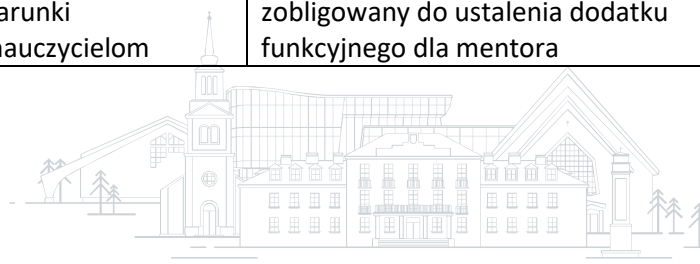 arunki
nauczycielom
zobligowany do ustalenia dodatku
funkcyjnego dla mentora